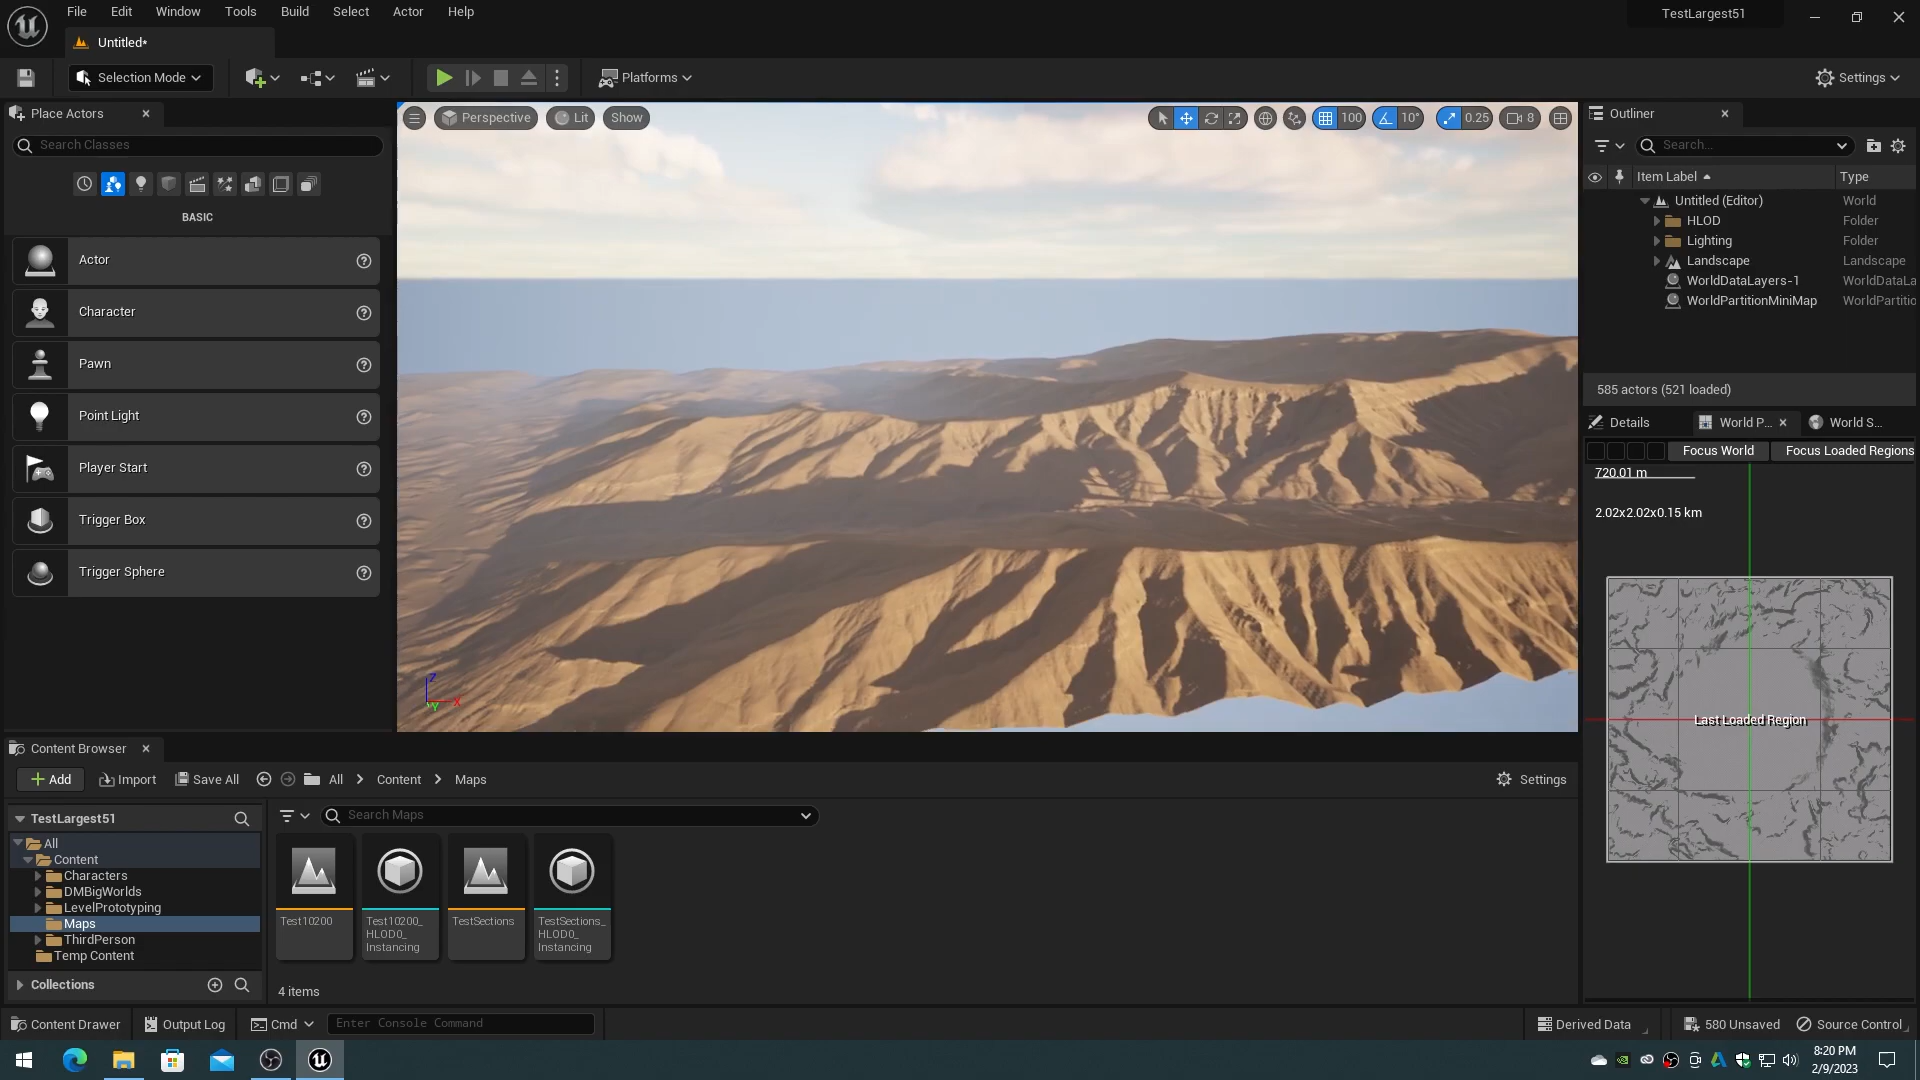 File Edit Window Tools Build Select Actor Help
TestLargest51
Untitled*
Selection Mode
Platforms
Settings
Place Actors
Search Classes
BASIC
Actor
Character
Pawn
Point Light
Player Start
Trigger Box
Trigger Sphere
Perspective
Lit
Show
100
10°
0.25
8
Z
X
Y
Outliner
Search...
Item Label Type
Untitled (Editor) World
HLOD Folder
Lighting Folder
Landscape Landscape
WorldDataLayers-1 WorldDataLa
WorldPartitionMiniMap WorldPartitio
585 actors (521 loaded)
Details World P... World S...
Focus World Focus Loaded Regions
720.01 m
2.02x2.02x0.15 km
Last Loaded Region
Content Browser
Add Import Save All All Content Maps Settings
TestLargest51
All
Content
Characters
DMBigWorlds
LevelPrototyping
Maps
ThirdPerson
Temp Content
Collections
Search Maps
Test10200
Test10200_
HLOD0_
Instancing
TestSections
TestSections_
HLOD0_
Instancing
4 items
Content Drawer Output Log Cmd Enter Console Command
Derived Data 580 Unsaved Source Control
8:20 PM
2/9/2023